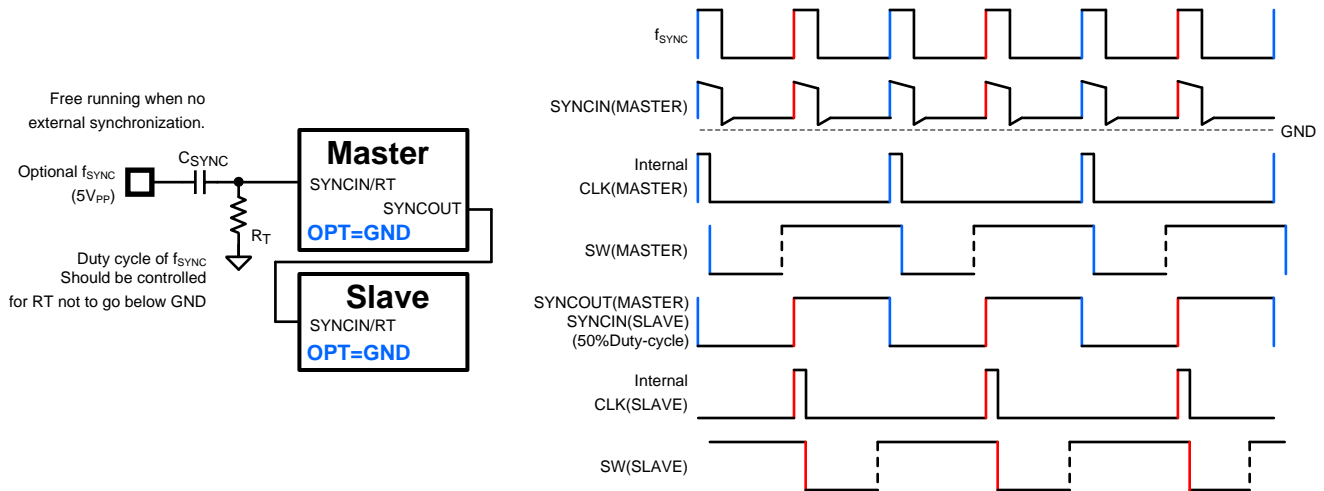 Free running when no
external synchronization.
Optional fSYNC
(5VPP)
CSYNC
RT
Duty cycle of fSYNC
Should be controlled
for RT not to go below GND
Master
SYNCIN/RT
SYNCOUT
OPT=GND
Slave
SYNCIN/RT
OPT=GND
fSYNC
SYNCIN(MASTER)
GND
Internal
CLK(MASTER)
SW(MASTER)
SYNCOUT(MASTER)
SYNCIN(SLAVE)
(50%Duty-cycle)
Internal
CLK(SLAVE)
SW(SLAVE)